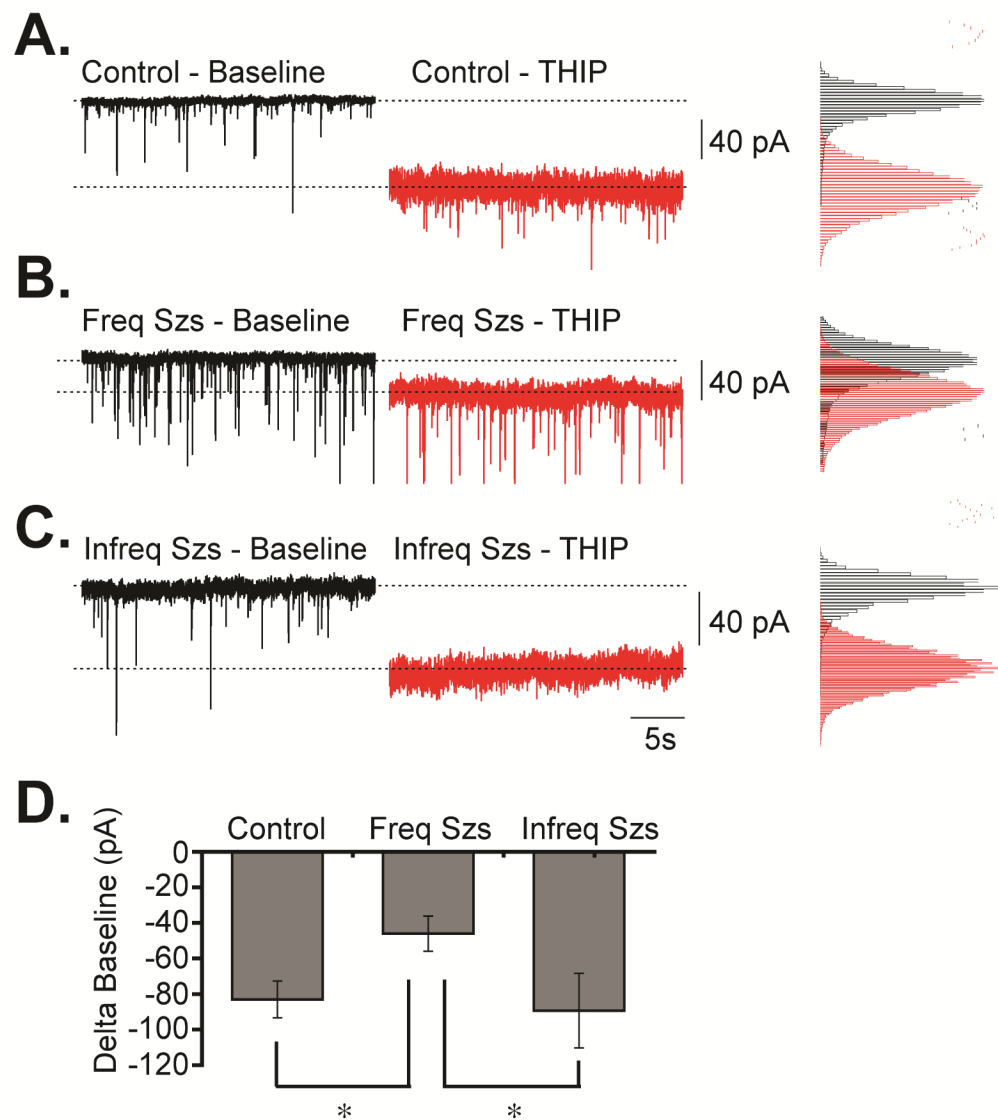 A.
Control - Baseline
Control - THIP
40 pA
B.
Freq Szs - Baseline
Freq Szs - THIP
40 pA
C.
Infreq Szs - Baseline
Infreq Szs - THIP
40 pA
5s
D.
Control
Freq Szs
Infreq Szs
Delta Baseline (pA)
0
-20
-40
-60
-80
-100
-120
*
*